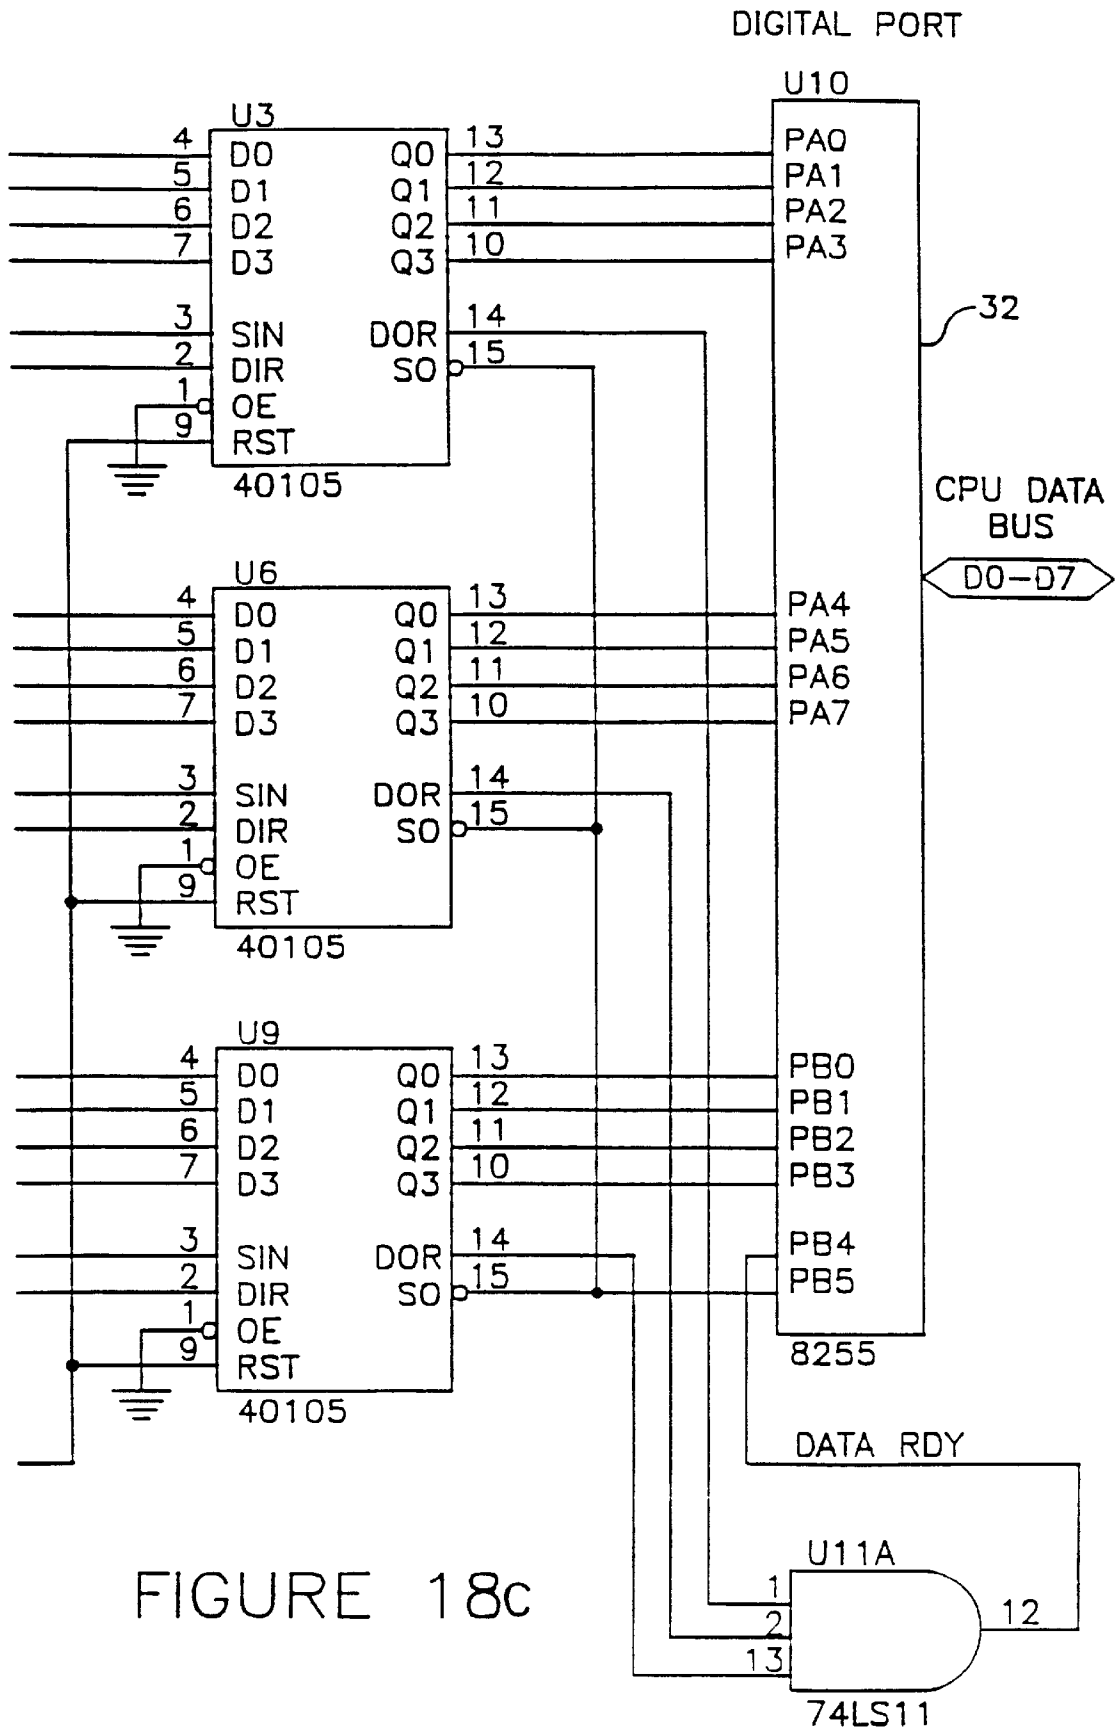 DIGITAL PORT
U10
U3
4 D0 Q0 13 PA0
5 D1 Q1 12 PA1
6 D2 Q2 11 PA2
7 D3 Q3 10 PA3
32
3 SIN DOR 14
2 DIR SO 15
1 OE
9 RST
40105
CPU DATA
BUS
D0-D7
U6
4 D0 Q0 13 PA4
5 D1 Q1 12 PA5
6 D2 Q2 11 PA6
7 D3 Q3 10 PA7
3 SIN DOR 14
2 DIR SO 15
1 OE
9 RST
40105
U9
4 D0 Q0 13 PB0
5 D1 Q1 12 PB1
6 D2 Q2 11 PB2
7 D3 Q3 10 PB3
3 SIN DOR 14 PB4
2 DIR SO 15 PB5
1 OE
9 RST
8255
40105
DATA RDY
U11A
1
2
13
12
74LS11
FIGURE 18c